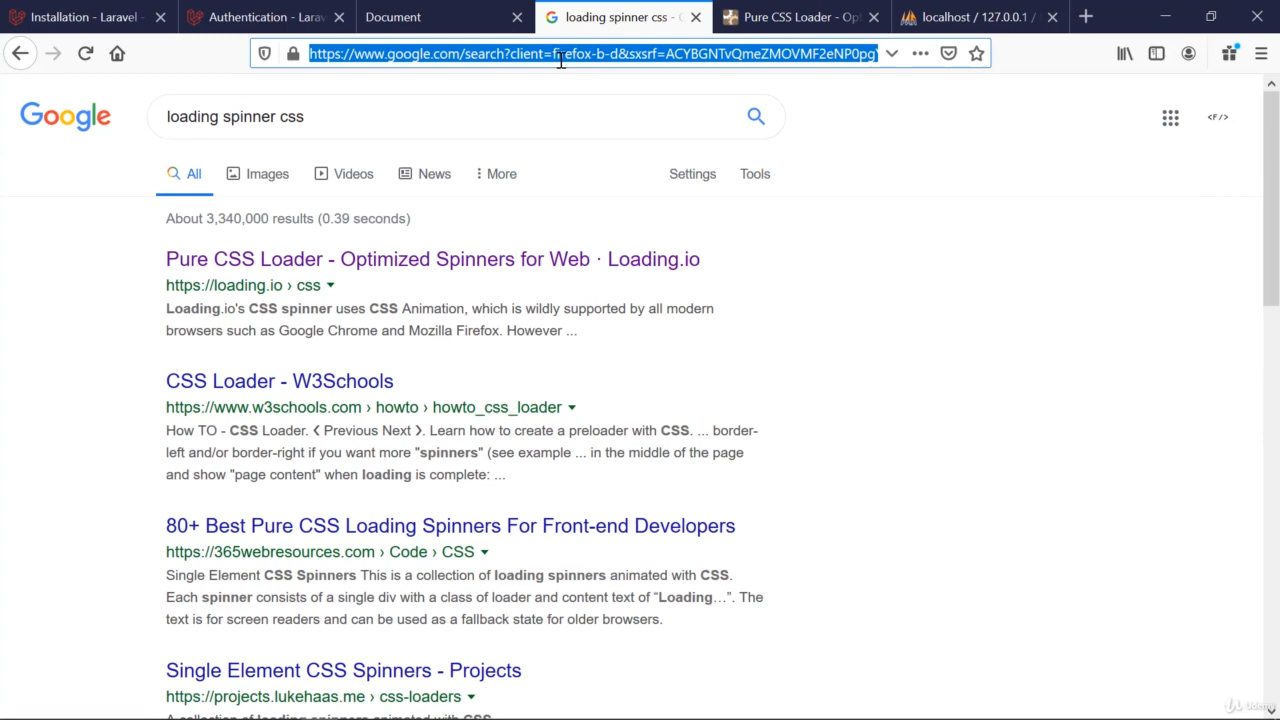 Installation - Laravel -
Authentication - Larav
Document
loading spinner css - G
Pure CSS Loader - Opt
localhost / 127.0.0.1 /
https://www.google.com/search?client=firefox-b-d&sxsrf=ACYBGNTvQmeZMOVMF2eNP0pg
Google
loading spinner css
<F/>
All
Images
Videos
News
More
Settings
Tools
About 3,340,000 results (0.39 seconds)
Pure CSS Loader - Optimized Spinners for Web · Loading.io
https://loading.io › css
Loading.io's CSS spinner uses CSS Animation, which is wildly supported by all modern
browsers such as Google Chrome and Mozilla Firefox. However ...
CSS Loader - W3Schools
https://www.w3schools.com › howto › howto_css_loader
How TO - CSS Loader. ❮ Previous Next ❯. Learn how to create a preloader with CSS. ... border-
left and/or border-right if you want more "spinners" (see example ... in the middle of the page
and show "page content" when loading is complete: ...
80+ Best Pure CSS Loading Spinners For Front-end Developers
https://365webresources.com › Code › CSS
Single Element CSS Spinners This is a collection of loading spinners animated with CSS.
Each spinner consists of a single div with a class of loader and content text of “Loading…”. The
text is for screen readers and can be used as a fallback state for older browsers.
Single Element CSS Spinners - Projects
https://projects.lukehaas.me › css-loaders
A collection of loading spinners animated with CSS.
Udemy